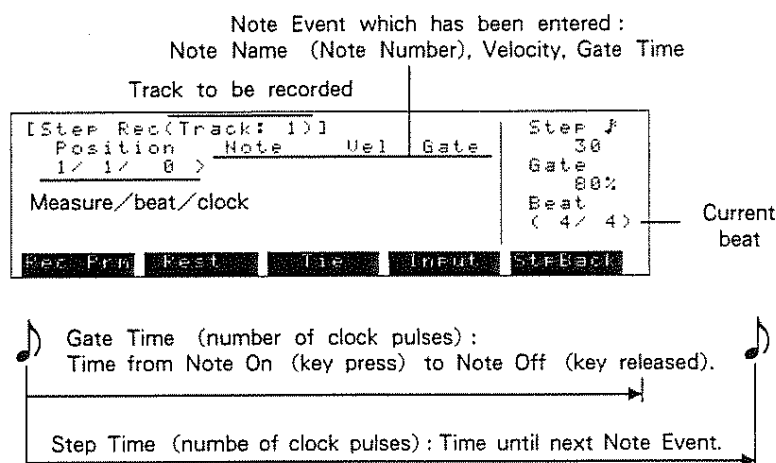 Note Event which has been entered :
Note Name (Note Number), Velocity, Gate Time
Track to be recorded
[Step Rec(Track: 1)]
Position Note Vel Gate
1/ 1/ 0 >
Measure/beat/clock
Step ♪
30
Gate
80%
Beat
( 4/ 4)
Current
beat
Rec Prm Rest Tie Input StpBack
Gate Time (number of clock pulses) :
Time from Note On (key press) to Note Off (key released).
Step Time (numbe of clock pulses) : Time until next Note Event.